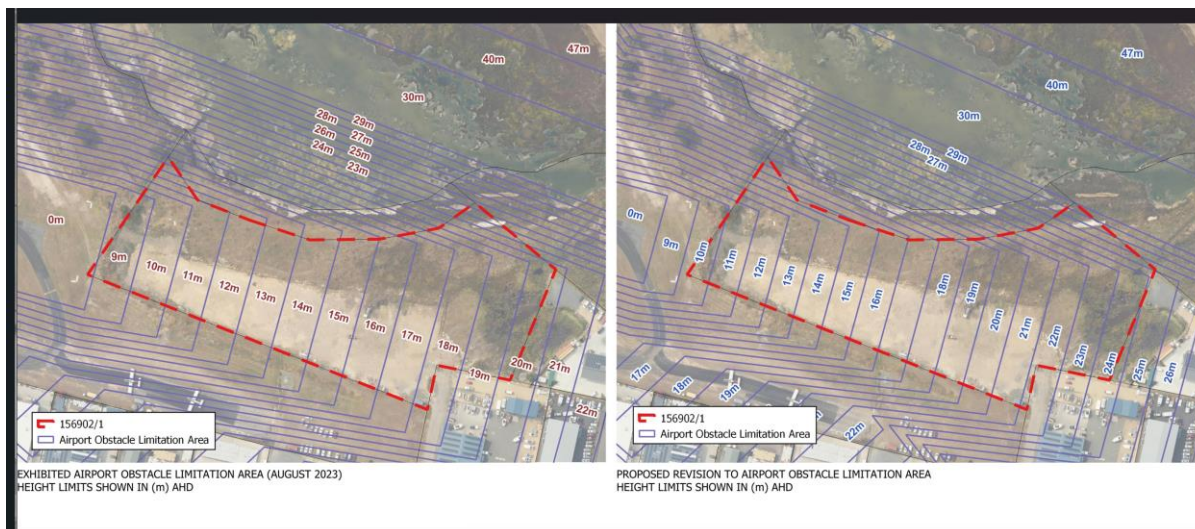 47m
40m
30m
28m 29m
26m 27m
24m 25m
23m
0m
9m
10m
11m
12m
13m
14m
15m
16m
17m
18m
19m
20m
21m
22m
156902/1
Airport Obstacle Limitation Area
EXHIBITED AIRPORT OBSTACLE LIMITATION AREA (AUGUST 2023)
HEIGHT LIMITS SHOWN IN (m) AHD
47m
40m
30m
28m 29m
27m
0m
9m
10m
11m
12m
13m
14m
15m
16m
18m
19m
20m
21m
22m
23m
24m
25m
26m
17m
18m
19m
22m
156902/1
Airport Obstacle Limitation Area
PROPOSED REVISION TO AIRPORT OBSTACLE LIMITATION AREA
HEIGHT LIMITS SHOWN IN (m) AHD